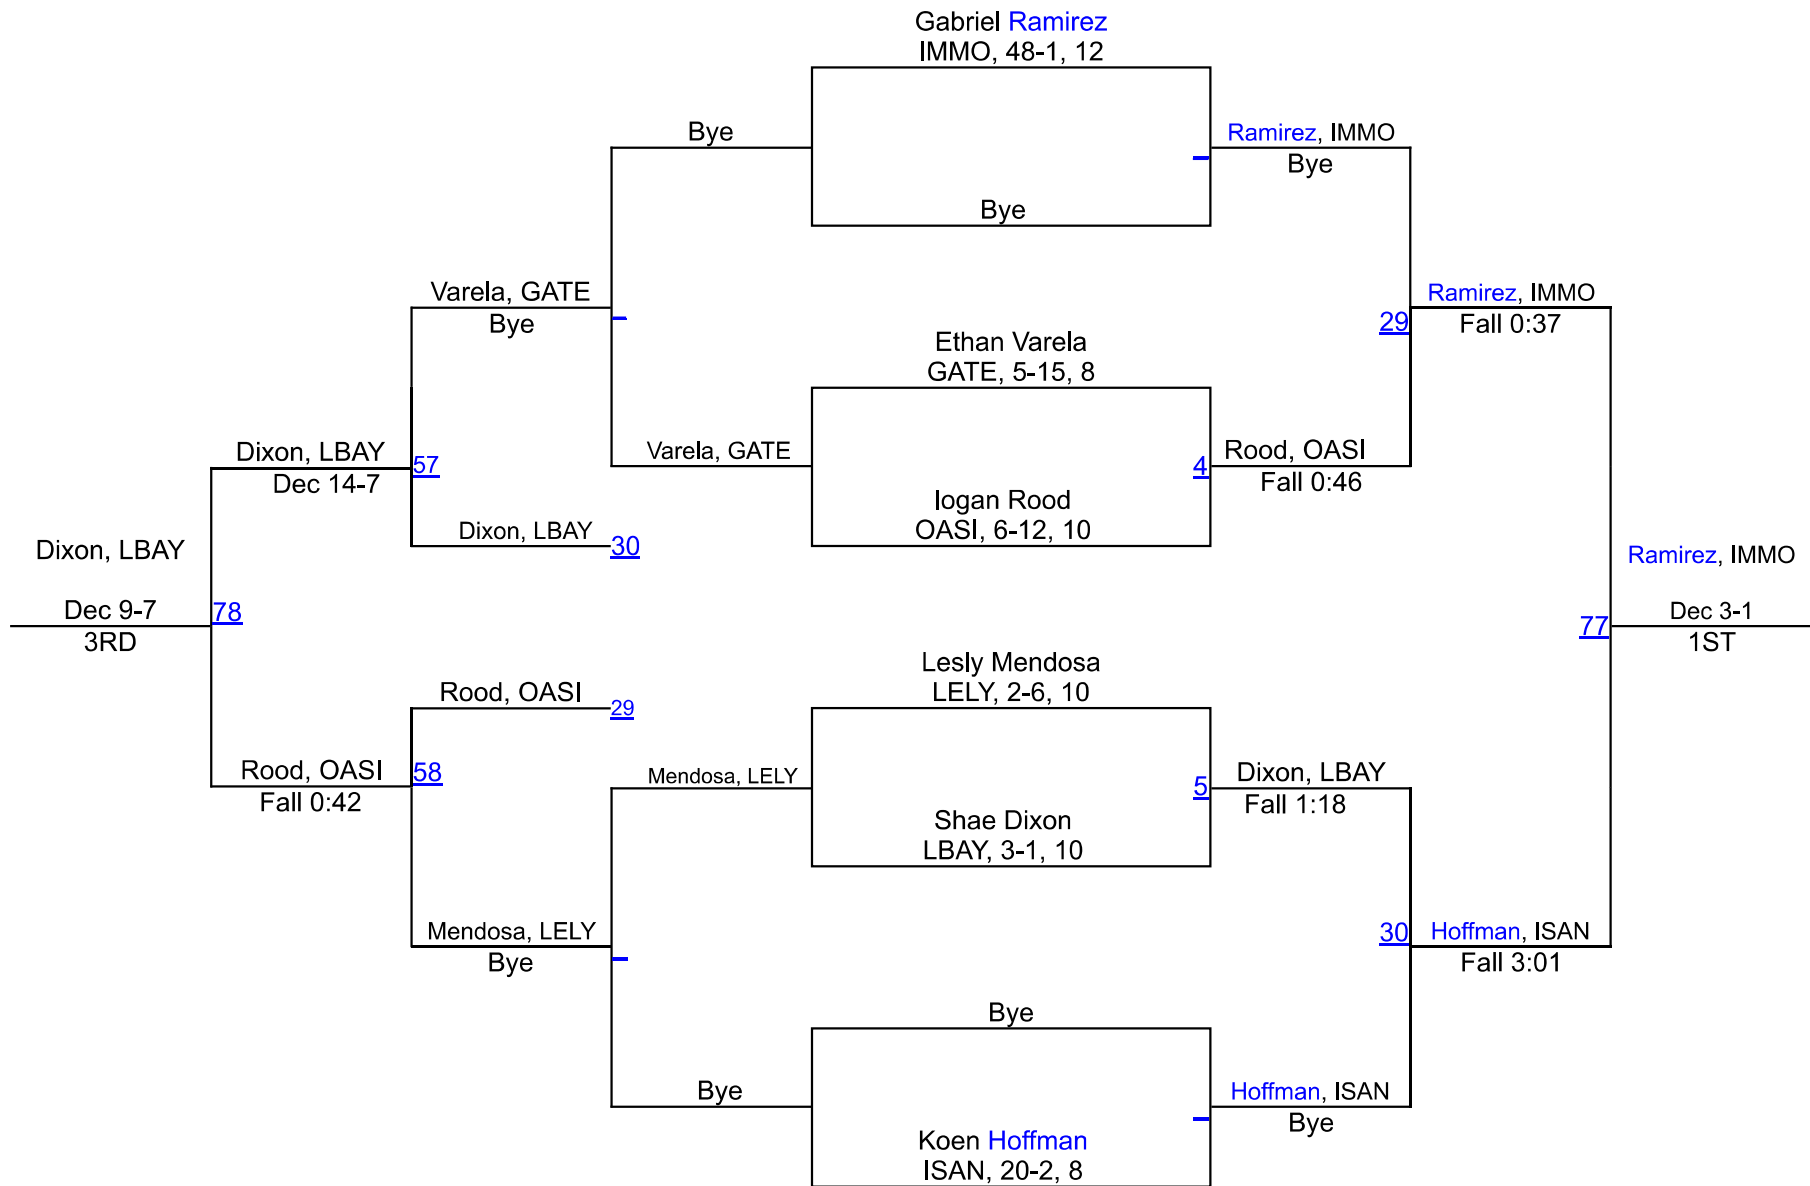 Gabriel Ramirez
IMMO, 48-1, 12
Bye
Ramirez, IMMO
Bye
Bye
Varela, GATE
Bye
Ramirez, IMMO
Fall 0:37
29
Ethan Varela
GATE, 5-15, 8
Dixon, LBAY
Dec 14-7
57
Varela, GATE
4
Rood, OASI
Fall 0:46
logan Rood
OASI, 6-12, 10
Dixon, LBAY
30
Dixon, LBAY
Dec 9-7
3RD
78
Ramirez, IMMO
77
Dec 3-1
1ST
Lesly Mendosa
LELY, 2-6, 10
Rood, OASI
29
Rood, OASI
Fall 0:42
58
Mendosa, LELY
5
Dixon, LBAY
Fall 1:18
Shae Dixon
LBAY, 3-1, 10
Mendosa, LELY
Bye
30
Hoffman, ISAN
Fall 3:01
Bye
Bye
Hoffman, ISAN
Bye
Koen Hoffman
ISAN, 20-2, 8